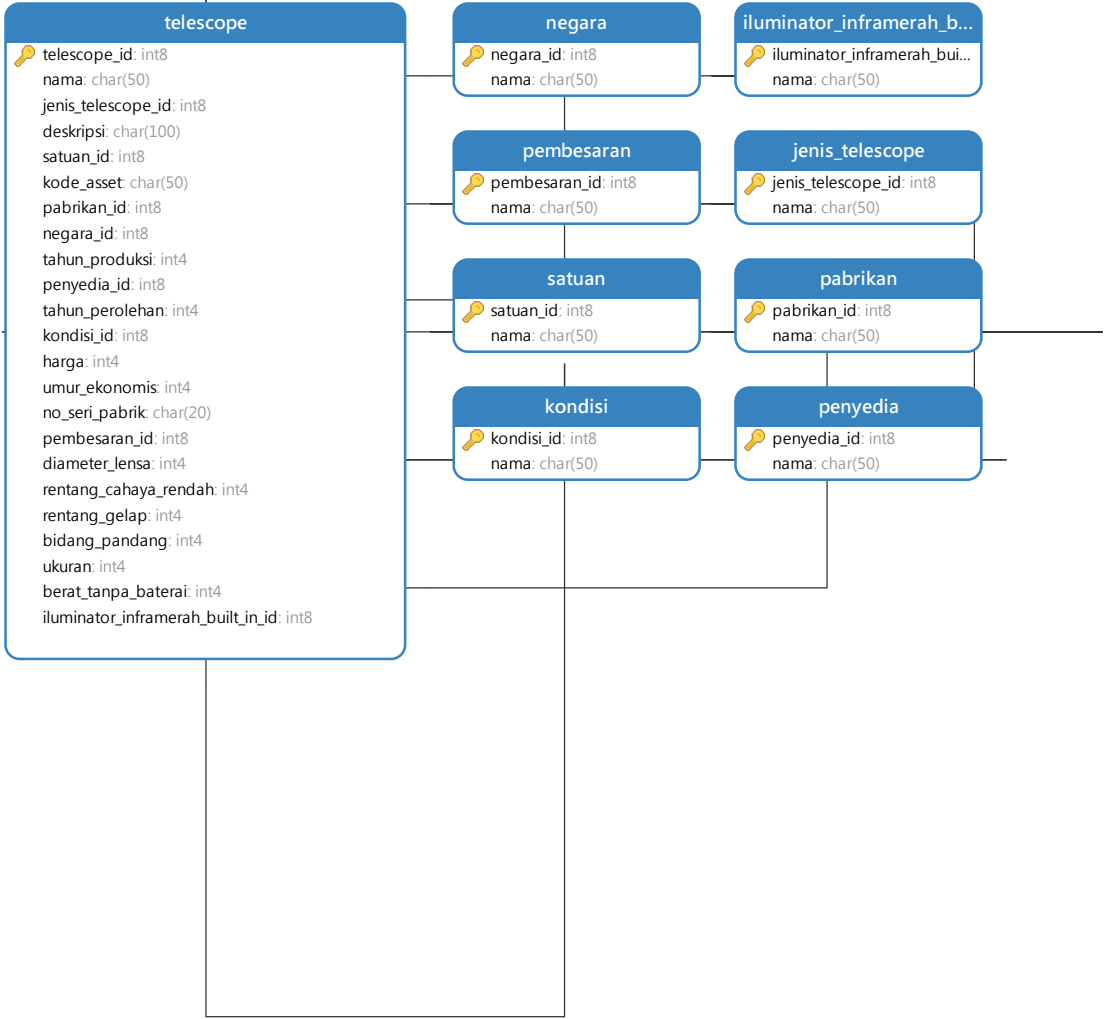 telescope
telescope_id: int8
nama: char(50)
jenis_telescope_id: int8
deskripsi: char(100)
satuan_id: int8
kode_asset: char(50)
pabrikan_id: int8
negara_id: int8
tahun_produksi: int4
penyedia_id: int8
tahun_perolehan: int4
kondisi_id: int8
harga: int4
umur_ekonomis: int4
no_seri_pabrik: char(20)
pembesaran_id: int8
diameter_lensa: int4
rentang_cahaya_rendah: int4
rentang_gelap: int4
bidang_pandang: int4
ukuran: int4
berat_tanpa_baterai: int4
iluminator_inframerah_built_in_id: int8
negara
negara_id: int8
nama: char(50)
iluminator_inframerah_b...
iluminator_inframerah_bui...
nama: char(50)
pembesaran
pembesaran_id: int8
nama: char(50)
jenis_telescope
jenis_telescope_id: int8
nama: char(50)
satuan
satuan_id: int8
nama: char(50)
pabrikan
pabrikan_id: int8
nama: char(50)
kondisi
kondisi_id: int8
nama: char(50)
penyedia
penyedia_id: int8
nama: char(50)